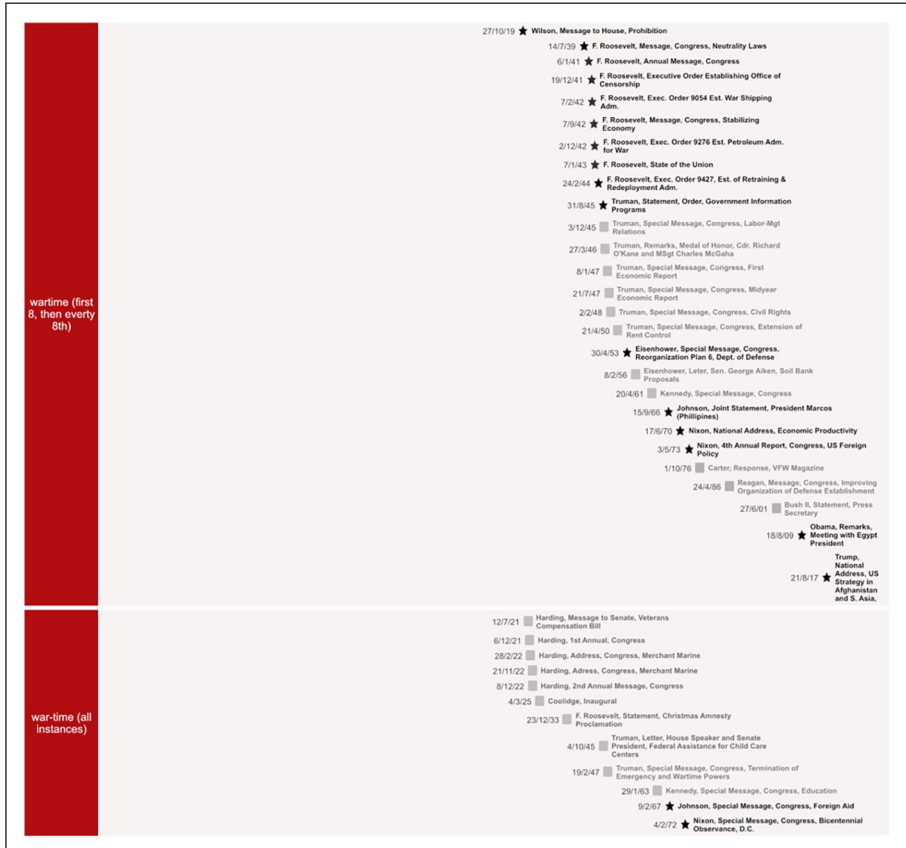 27/10/19 Wilson, Message to House, Prohibition
14/7/39 F. Roosevelt, Message, Congress, Neutrality Laws
6/1/41 F. Roosevelt, Annual Message, Congress
19/12/41 F. Roosevelt, Executive Order Establishing Office of
Censorship
7/2/42 F. Roosevelt, Exec. Order 9054 Est. War Shipping
Adm.
7/9/42 F. Roosevelt, Message, Congress, Stabilizing
Economy
2/12/42 F. Roosevelt, Exec. Order 9276 Est. Petroleum Adm.
for War
7/1/43 F. Roosevelt, State of the Union
24/2/44 F. Roosevelt, Exec. Order 9427, Est. of Retraining &
Redeployment Adm.
31/8/45 Truman, Statement, Order, Government Information
Programs
3/12/45 Truman, Special Message, Congress, Labor-Mgt
Relations
27/3/46 Truman, Remarks, Medal of Honor, Cdr. Richard
O'Kane and MSgt Charles McGaha
8/1/47 Truman, Special Message, Congress, First
Economic Report
21/7/47 Truman, Special Message, Congress, Midyear
Economic Report
2/2/48 Truman, Special Message, Congress, Civil Rights
21/4/50 Truman, Special Message, Congress, Extension of
Rent Control
wartime (first
8, then everty
8th)
30/4/53 Eisenhower, Special Message, Congress,
Reorganization Plan 6, Dept. of Defense
8/2/56 Eisenhower, Leter, Sen. George Aiken, Soil Bank
Proposals
20/4/61 Kennedy, Special Message, Congress
15/9/66 Johnson, Joint Statement, President Marcos
(Phillipines)
17/6/70 Nixon, National Address, Economic Productivity
3/5/73 Nixon, 4th Annual Report, Congress, US Foreign
Policy
1/10/76 Carter, Response, VFW Magazine
24/4/86 Reagan, Message, Congress, Improving
Organization of Defense Establishment
27/6/01 Bush II, Statement, Press
Secretary
18/8/09 Obama, Remarks,
Meeting with Egypt
President
21/8/17 Trump,
National
Address, US
Strategy in
Afghanistan
and S. Asia,
12/7/21 Harding, Message to Senate, Veterans
Compensation Bill
6/12/21 Harding, 1st Annual, Congress
28/2/22 Harding, Address, Congress, Merchant Marine
21/11/22 Harding, Adress, Congress, Merchant Marine
8/12/22 Harding, 2nd Annual Message, Congress
4/3/25 Coolidge, Inaugural
war-time (all
instances)
23/12/33 F. Roosevelt, Statement, Christmas Amnesty
Proclamation
4/10/45 Truman, Letter, House Speaker and Senate
President, Federal Assistance for Child Care
Centers
19/2/47 Truman, Special Message, Congress, Termination of
Emergency and Wartime Powers
29/1/63 Kennedy, Special Message, Congress, Education
9/2/67 Johnson, Special Message, Congress, Foreign Aid
4/2/72 Nixon, Special Message, Congress, Bicentennial
Observance, D.C.